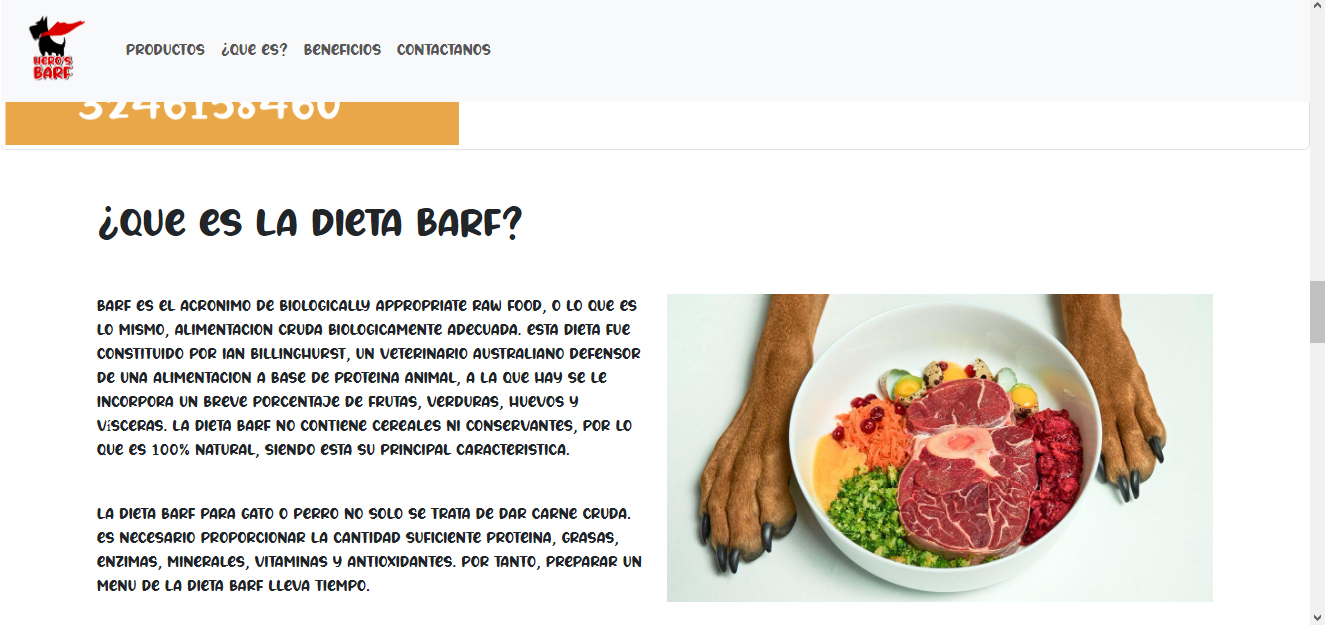 HERO'S
BARF
PRODUCTOS ¿QUE ES? BENEFICIOS CONTACTANOS
3246158460
¿QUE ES LA DIETA BARF?
BARF ES EL ACRONIMO DE BIOLOGICALLY APPROPRIATE RAW FOOD, O LO QUE ES
LO MISMO, ALIMENTACION CRUDA BIOLOGICAMENTE ADECUADA. ESTA DIETA FUE
CONSTITUIDO POR IAN BILLINGHURST, UN VETERINARIO AUSTRALIANO DEFENSOR
DE UNA ALIMENTACION A BASE DE PROTEINA ANIMAL, A LA QUE HAY SE LE
INCORPORA UN BREVE PORCENTAJE DE FRUTAS, VERDURAS, HUEVOS Y
VíSCERAS. LA DIETA BARF NO CONTIENE CEREALES NI CONSERVANTES, POR LO
QUE ES 100% NATURAL, SIENDO ESTA SU PRINCIPAL CARACTERISTICA.
LA DIETA BARF PARA GATO O PERRO NO SOLO SE TRATA DE DAR CARNE CRUDA.
ES NECESARIO PROPORCIONAR LA CANTIDAD SUFICIENTE PROTEINA, GRASAS,
ENZIMAS, MINERALES, VITAMINAS Y ANTIOXIDANTES. POR TANTO, PREPARAR UN
MENU DE LA DIETA BARF LLEVA TIEMPO.